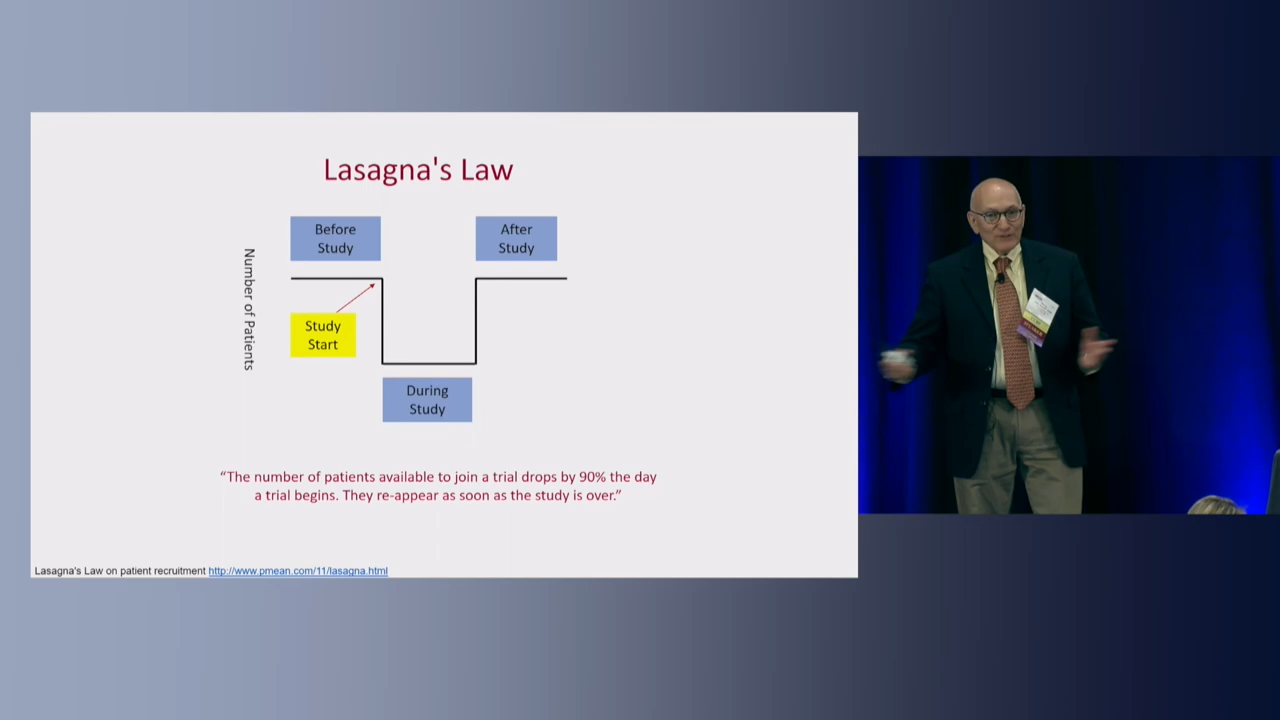 Lasagna's Law
Before
Study
After
Study
Number of Patients
Study
Start
During
Study
“The number of patients available to join a trial drops by 90% the day
a trial begins. They re-appear as soon as the study is over.”
Lasagna's Law on patient recruitment http://www.pmean.com/11/lasagna.html